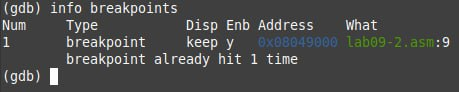 (gdb) info breakpoints
Num     Type           Disp Enb Address    What
1       breakpoint     keep y   0x08049000 lab09-2.asm:9
        breakpoint already hit 1 time
(gdb)